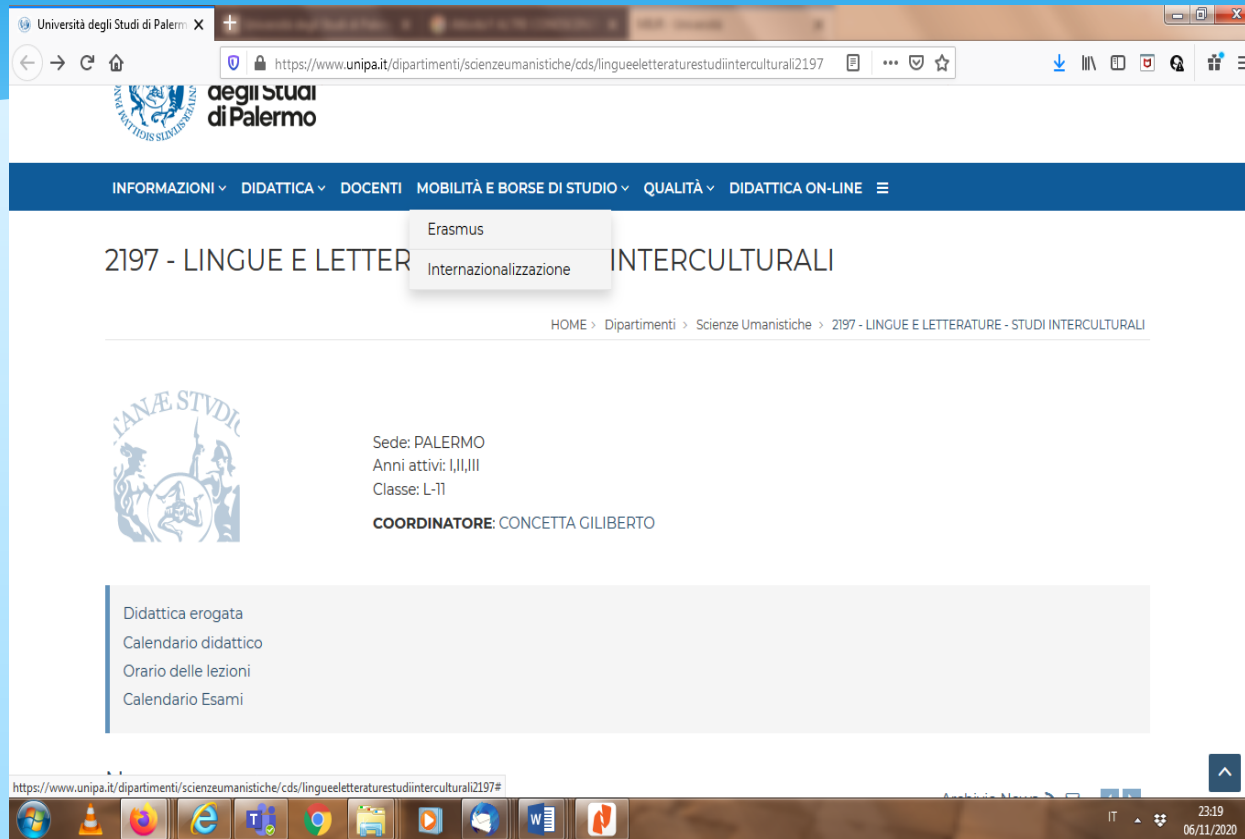 Università degli Studi di Palerm
https://www.unipa.it/dipartimenti/scienzeumanistiche/cds/lingueeletteraturestudiinterculturali2197
degli Studi
di Palermo
INFORMAZIONI DIDATTICA DOCENTI MOBILITÀ E BORSE DI STUDIO QUALITÀ DIDATTICA ON-LINE
Erasmus
Internazionalizzazione
2197 - LINGUE E LETTER INTERCULTURALI
HOME > Dipartimenti > Scienze Umanistiche > 2197 - LINGUE E LETTERATURE - STUDI INTERCULTURALI
TANÆ STVDI
Sede: PALERMO
Anni attivi: I,II,III
Classe: L-11
COORDINATORE: CONCETTA GILIBERTO
Didattica erogata
Calendario didattico
Orario delle lezioni
Calendario Esami
https://www.unipa.it/dipartimenti/scienzeumanistiche/cds/lingueeletteraturestudiinterculturali2197#
Archivio News
IT
23:19
06/11/2020